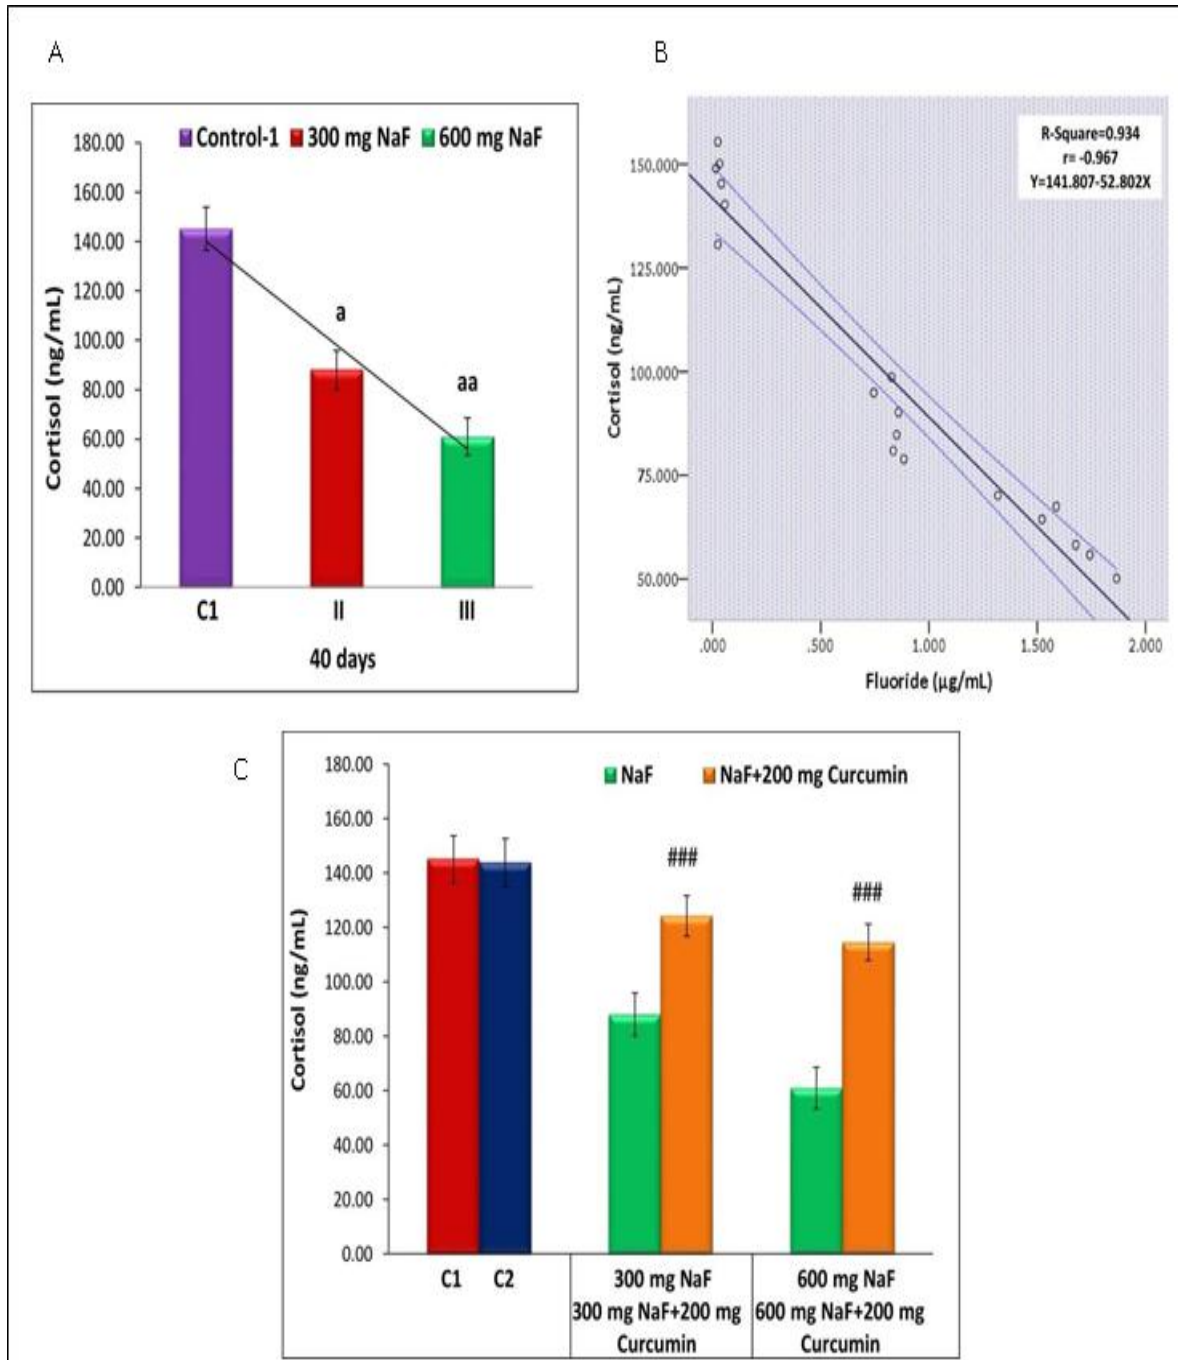 A
Control-1 300 mg NaF 600 mg NaF
180.00
160.00
140.00
120.00
100.00
80.00
60.00
40.00
20.00
0.00
Cortisol (ng/mL)
a
aa
C1 II III
40 days
B
R-Square=0.934
r= -0.967
Y=141.807-52.802X
150.000
125.000
100.000
75.000
50.000
Cortisol (ng/mL)
.000 .500 1.000 1.500 2.000
Fluoride (µg/mL)
C
NaF NaF+200 mg Curcumin
180.00
160.00
140.00
120.00
100.00
80.00
60.00
40.00
20.00
0.00
Cortisol (ng/mL)
###
###
C1 C2
300 mg NaF
300 mg NaF+200 mg
Curcumin
600 mg NaF
600 mg NaF+200 mg
Curcumin